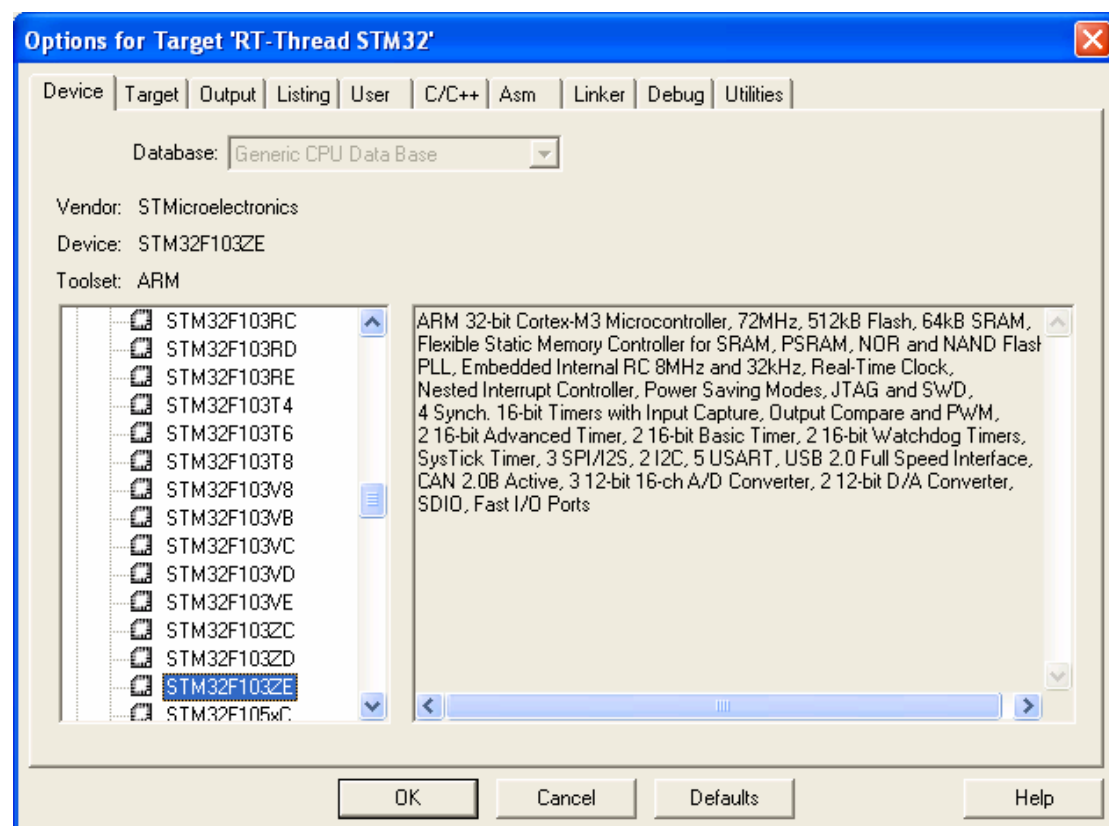 Options for Target 'RT-Thread STM32'
Device Target Output Listing User C/C++ Asm Linker Debug Utilities
Database: Generic CPU Data Base
Vendor: STMicroelectronics
Device: STM32F103ZE
Toolset: ARM
STM32F103RC
STM32F103RD
STM32F103RE
STM32F103T4
STM32F103T6
STM32F103T8
STM32F103V8
STM32F103VB
STM32F103VC
STM32F103VD
STM32F103VE
STM32F103ZC
STM32F103ZD
STM32F103ZE
STM32F105xC
ARM 32-bit Cortex-M3 Microcontroller, 72MHz, 512kB Flash, 64kB SRAM,
Flexible Static Memory Controller for SRAM, PSRAM, NOR and NAND Flash
PLL, Embedded Internal RC 8MHz and 32kHz, Real-Time Clock,
Nested Interrupt Controller, Power Saving Modes, JTAG and SWD,
4 Synch. 16-bit Timers with Input Capture, Output Compare and PWM,
2 16-bit Advanced Timer, 2 16-bit Basic Timer, 2 16-bit Watchdog Timers,
SysTick Timer, 3 SPI/I2S, 2 I2C, 5 USART, USB 2.0 Full Speed Interface,
CAN 2.0B Active, 3 12-bit 16-ch A/D Converter, 2 12-bit D/A Converter,
SDIO, Fast I/O Ports
OK Cancel Defaults Help